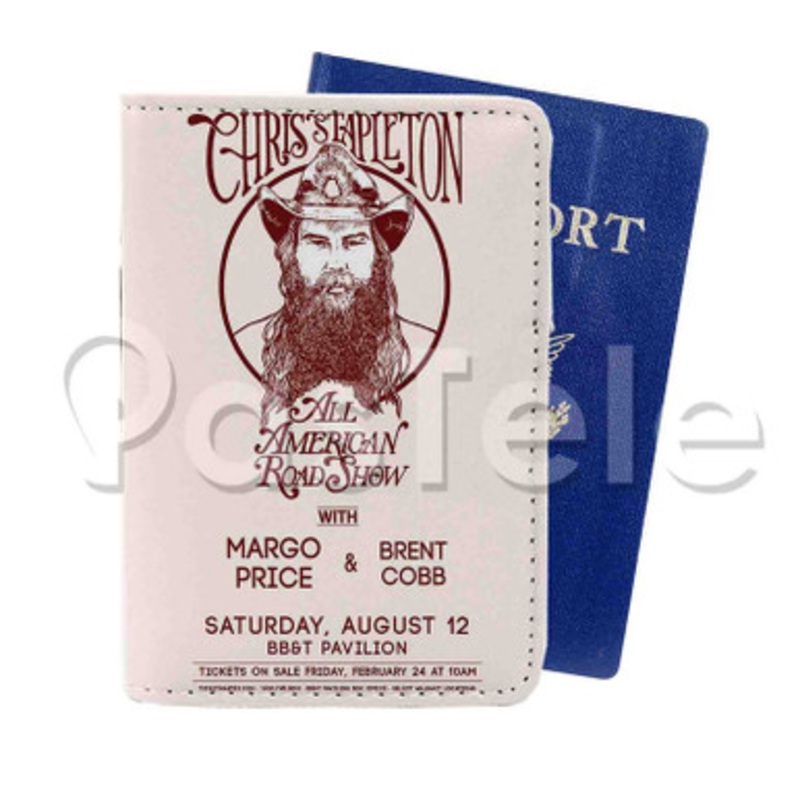 CHRIS STAPLETON
ALL
AMERICAN
ROAD SHOW
WITH
MARGO
PRICE
&
BRENT
COBB
SATURDAY, AUGUST 12
BB&T PAVILION
TICKETS ON SALE FRIDAY, FEBRUARY 24 AT 10AM
ORT
PasTele